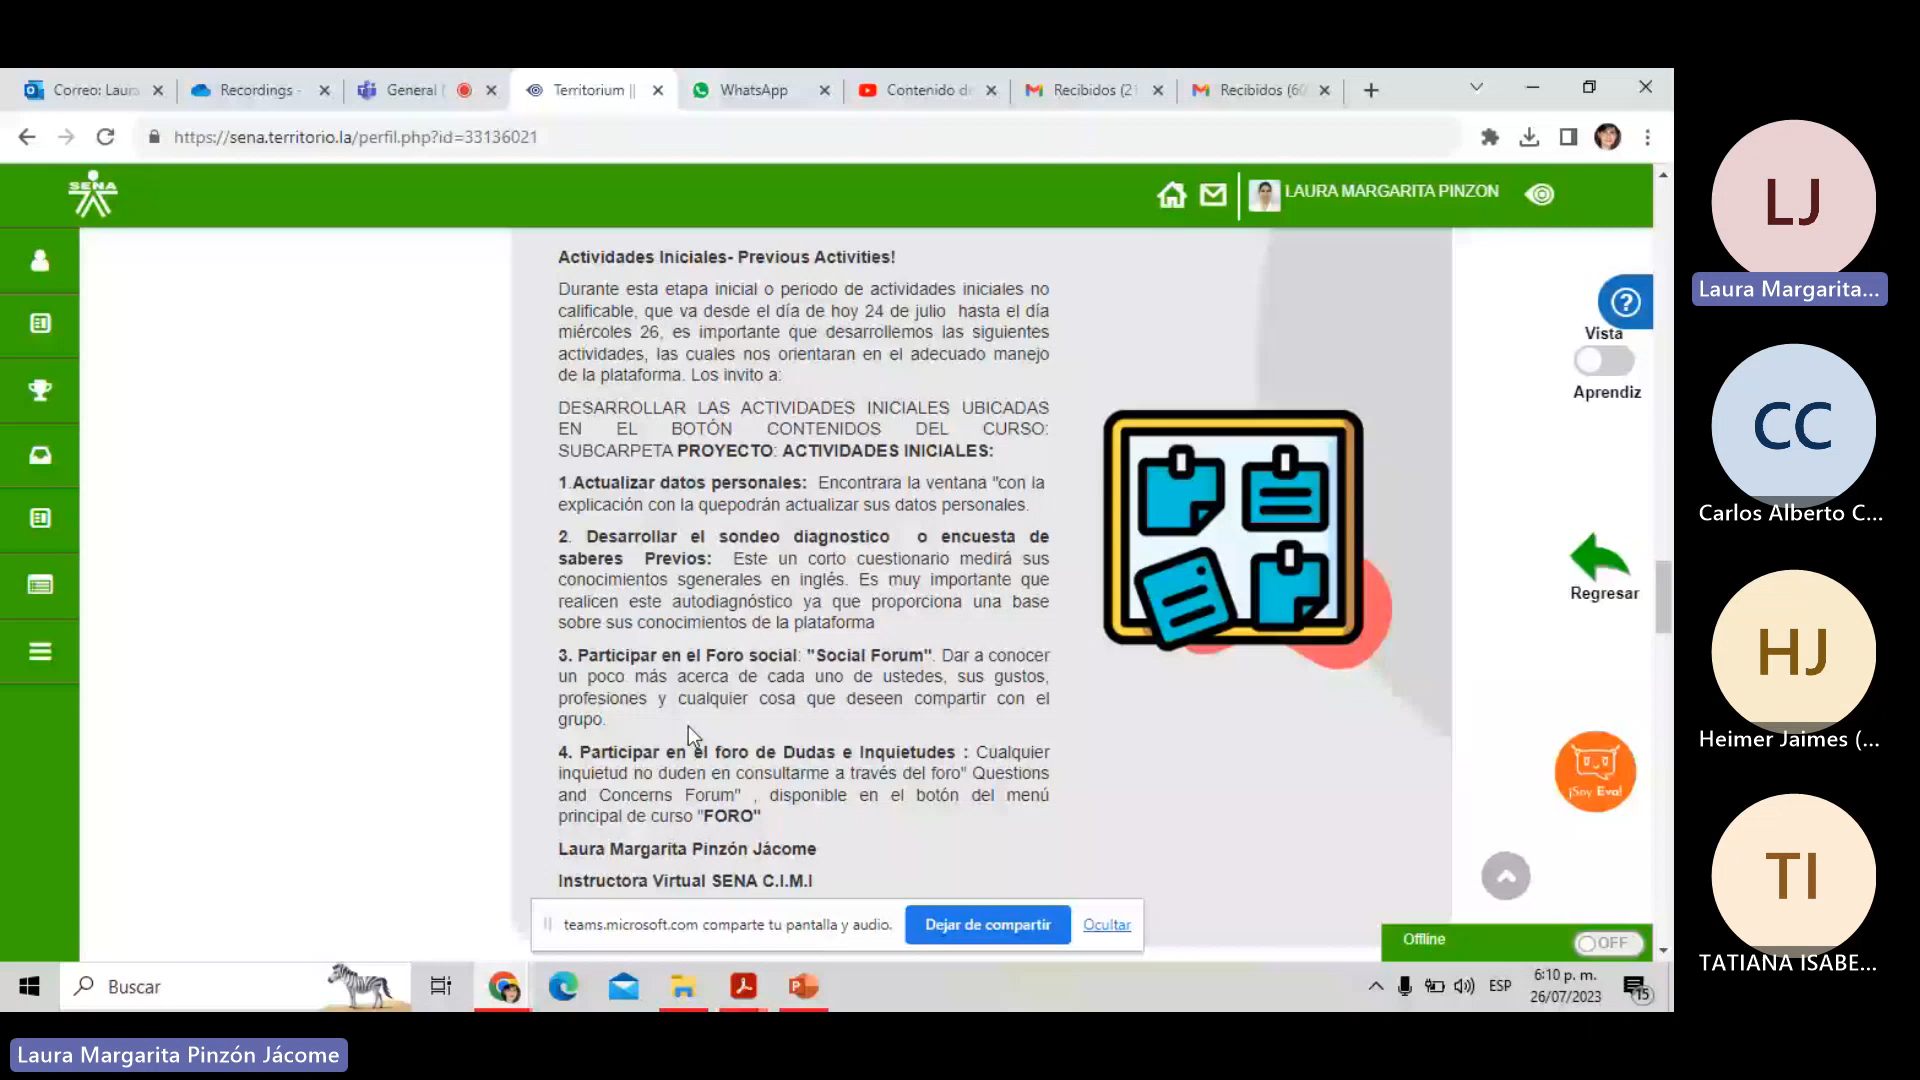 Correo: Laura
Recordings -
General (
Territorium ||
WhatsApp
Contenido d
Recibidos (21
Recibidos (60
https://sena.territorio.la/perfil.php?id=33136021
SENA
LAURA MARGARITA PINZON
Actividades Iniciales- Previous Activities!
Durante esta etapa inicial o periodo de actividades iniciales no
calificable, que va desde el día de hoy 24 de julio hasta el día
miércoles 26, es importante que desarrollemos las siguientes
actividades, las cuales nos orientaran en el adecuado manejo
de la plataforma. Los invito a:
DESARROLLAR LAS ACTIVIDADES INICIALES UBICADAS
EN EL BOTÓN CONTENIDOS DEL CURSO:
SUBCARPETA PROYECTO: ACTIVIDADES INICIALES:
1.Actualizar datos personales: Encontrara la ventana "con la
explicación con la quepodrán actualizar sus datos personales.
2. Desarrollar el sondeo diagnostico o encuesta de
saberes Previos: Este un corto cuestionario medirá sus
conocimientos sgenerales en inglés. Es muy importante que
realicen este autodiagnóstico ya que proporciona una base
sobre sus conocimientos de la plataforma
3. Participar en el Foro social: "Social Forum". Dar a conocer
un poco más acerca de cada uno de ustedes, sus gustos,
profesiones y cualquier cosa que deseen compartir con el
grupo.
4. Participar en el foro de Dudas e Inquietudes : Cualquier
inquietud no duden en consultarme a través del foro" Questions
and Concerns Forum" , disponible en el botón del menú
principal de curso "FORO"
Laura Margarita Pinzón Jácome
Instructora Virtual SENA C.I.M.I
Vista
Aprendiz
Regresar
¡Soy Eva!
teams.microsoft.com comparte tu pantalla y audio.
Dejar de compartir
Ocultar
Offline
OFF
Buscar
ESP
6:10 p. m.
26/07/2023
15
LJ
Laura Margarita...
CC
Carlos Alberto C...
HJ
Heimer Jaimes (...
TI
TATIANA ISABE...
Laura Margarita Pinzón Jácome